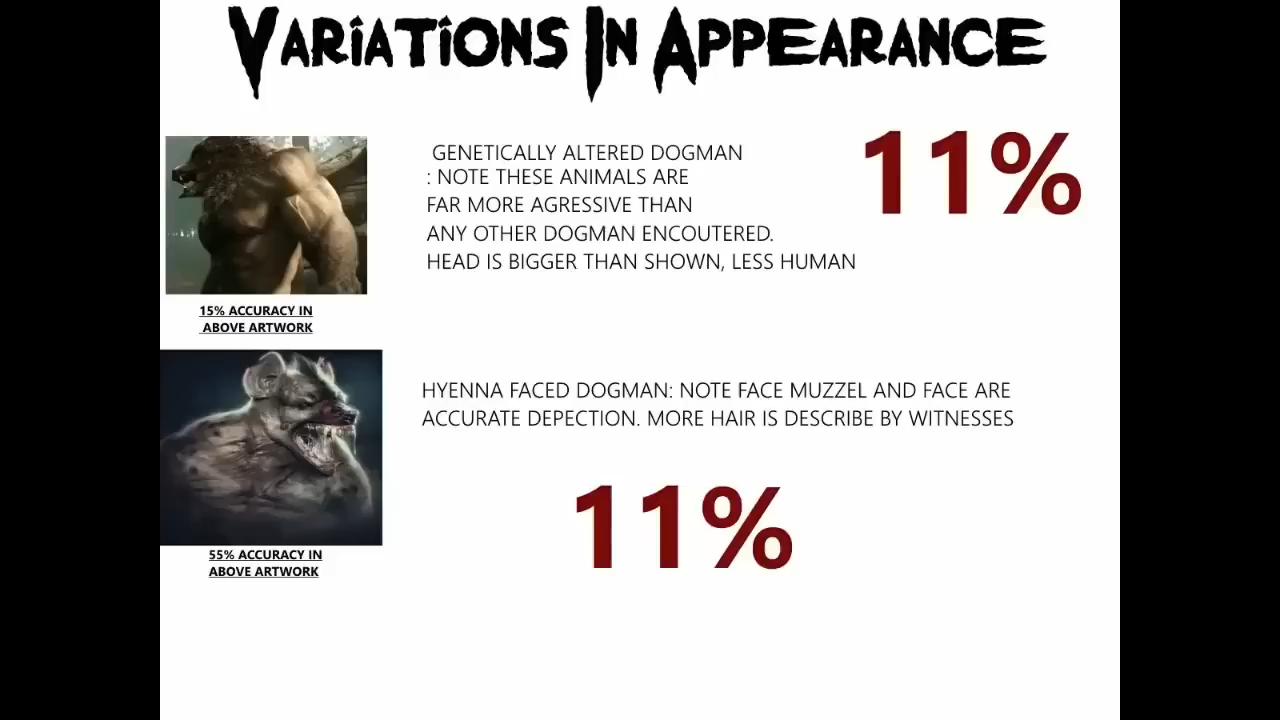 VARIATIONS IN APPEARANCE
GENETICALLY ALTERED DOGMAN
: NOTE THESE ANIMALS ARE
FAR MORE AGRESSIVE THAN
ANY OTHER DOGMAN ENCOUTERED.
HEAD IS BIGGER THAN SHOWN, LESS HUMAN
11%
15% ACCURACY IN
ABOVE ARTWORK
HYENNA FACED DOGMAN: NOTE FACE MUZZEL AND FACE ARE
ACCURATE DEPECTION. MORE HAIR IS DESCRIBE BY WITNESSES
11%
55% ACCURACY IN
ABOVE ARTWORK